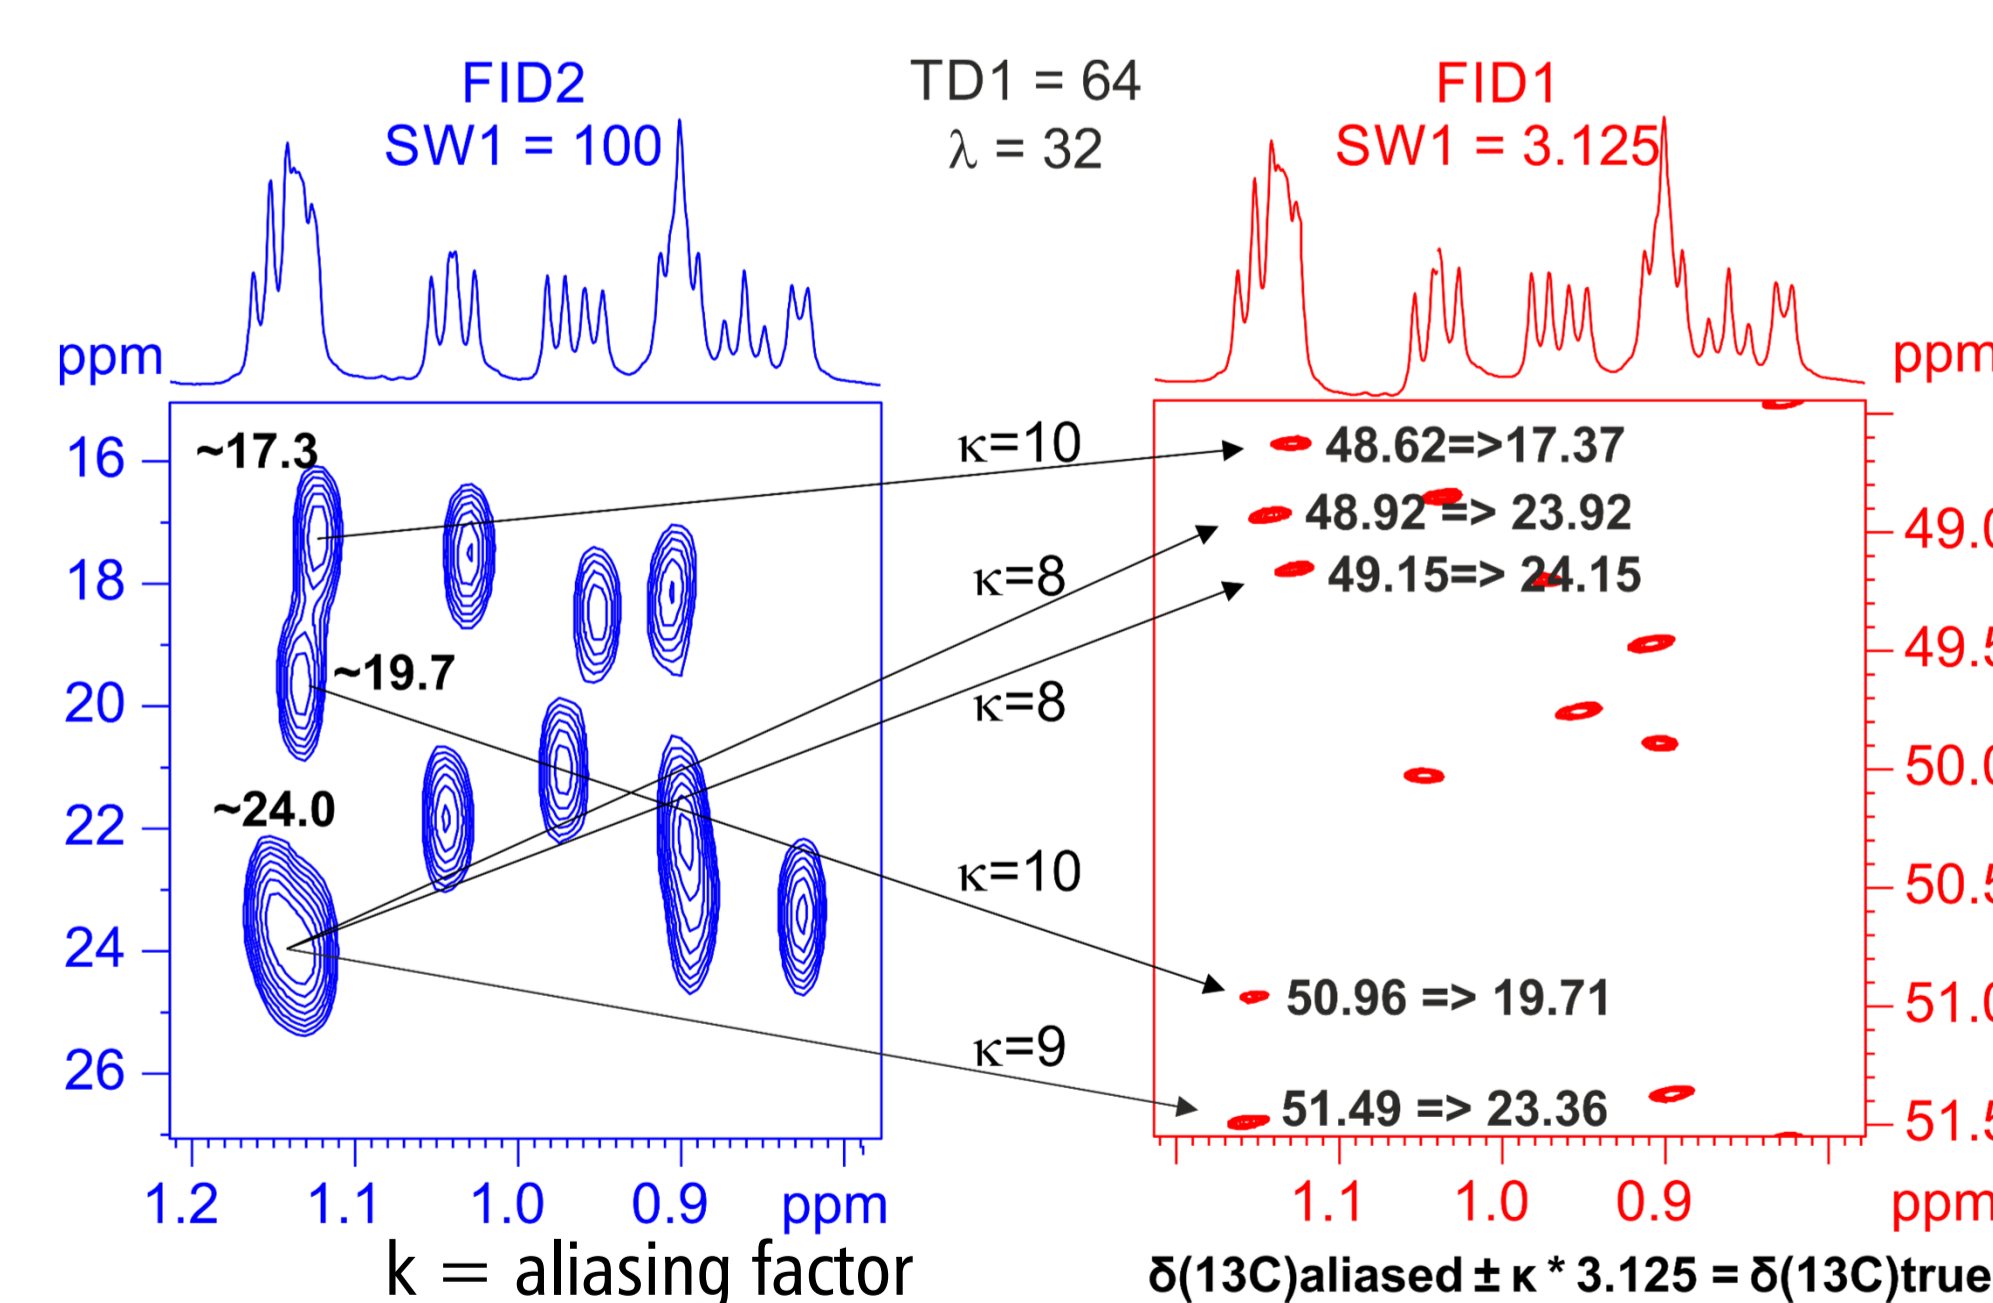 FID2
SW1 = 100
TD1 = 64
λ = 32
FID1
SW1 = 3.125
ppm
ppm
16
18
20
22
24
26
~17.3
~19.7
~24.0
κ=10
κ=8
κ=8
κ=10
κ=9
48.62=>17.37
48.92 => 23.92
49.15=> 24.15
50.96 => 19.71
51.49 => 23.36
49.0
49.5
50.0
50.5
51.0
51.5
1.2 1.1 1.0 0.9 ppm
1.1 1.0 0.9 ppm
k = aliasing factor
δ(13C)aliased ± κ * 3.125 = δ(13C)true